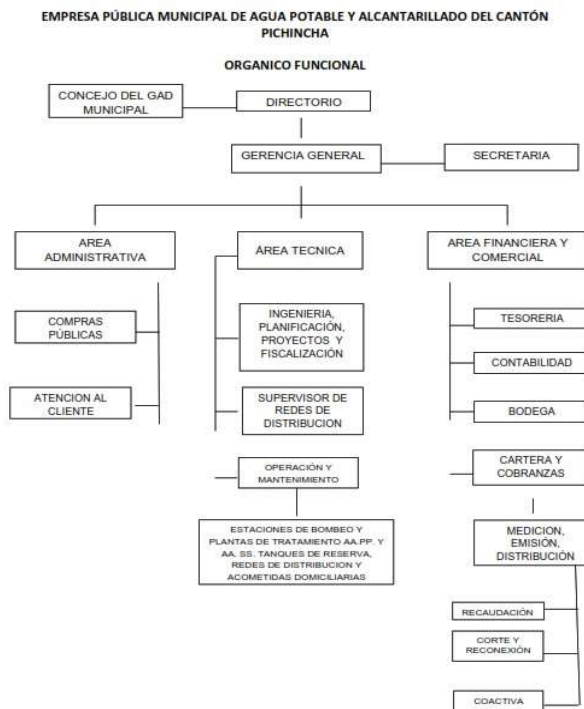 EMPRESA PÚBLICA MUNICIPAL DE AGUA POTABLE Y ALCANTARILLADO DEL CANTÓN
PICHINCHA
ORGANICO FUNCIONAL
CONCEJO DEL GAD
MUNICIPAL
DIRECTORIO
GERENCIA GENERAL
SECRETARIA
AREA
ADMINISTRATIVA
ÁREA TECNICA
AREA FINANCIERA Y
COMERCIAL
COMPRAS
PÚBLICAS
INGENIERIA,
PLANIFICACIÓN,
PROYECTOS Y
FISCALIZACIÓN
TESORERIA
CONTABILIDAD
ATENCION AL
CLIENTE
SUPERVISOR DE
REDES DE
DISTRIBUCION
BODEGA
OPERACIÓN Y
MANTENIMIENTO
CARTERA Y
COBRANZAS
ESTACIONES DE BOMBEO Y
PLANTAS DE TRATAMIENTO AA.PP. Y
AA. SS. TANQUES DE RESERVA,
REDES DE DISTRIBUCION Y
ACOMETIDAS DOMICILIARIAS
MEDICION,
EMISIÓN,
DISTRIBUCIÓN
RECAUDACIÓN
CORTE Y
RECONEXIÓN
COACTIVA